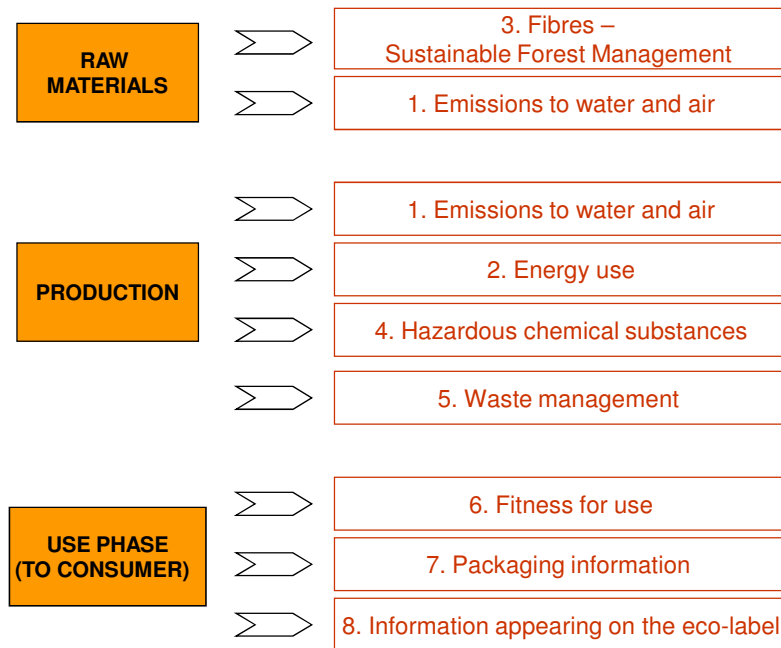 RAW
MATERIALS
3. Fibres –
Sustainable Forest Management
1. Emissions to water and air
PRODUCTION
1. Emissions to water and air
2. Energy use
4. Hazardous chemical substances
5. Waste management
USE PHASE
(TO CONSUMER)
6. Fitness for use
7. Packaging information
8. Information appearing on the eco-label